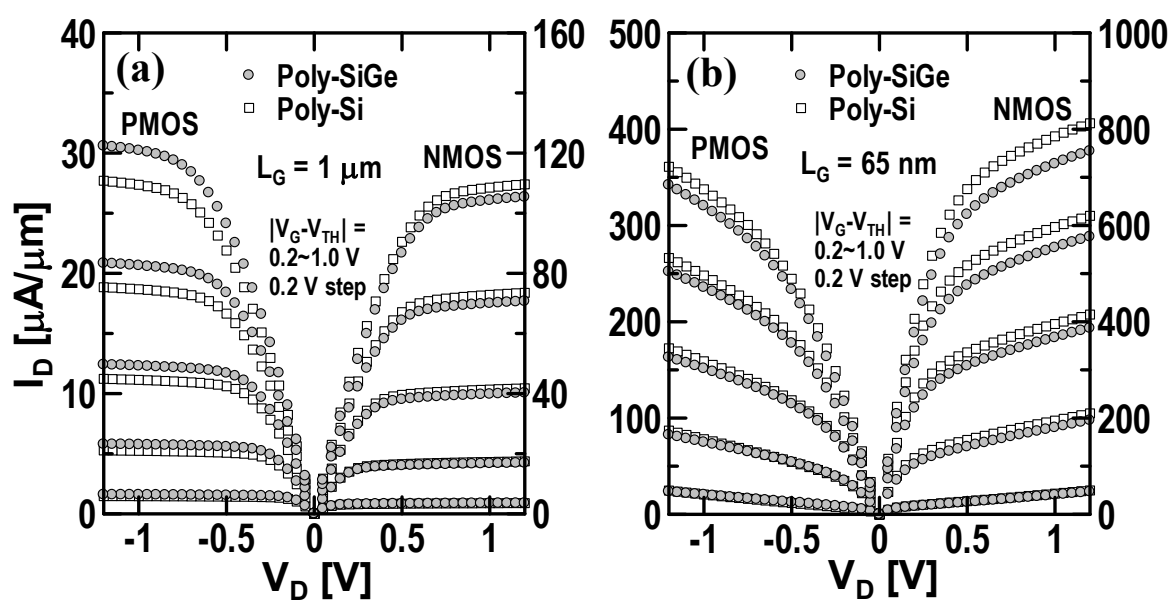 (a)
Poly-SiGe
Poly-Si
PMOS
NMOS
L_G = 1 μm
|V_G-V_TH| =
0.2~1.0 V
0.2 V step
40
30
20
10
0
160
120
80
40
0
-1
-0.5
0
0.5
1
V_D [V]
I_D [μA/μm]
(b)
Poly-SiGe
Poly-Si
PMOS
NMOS
L_G = 65 nm
|V_G-V_TH| =
0.2~1.0 V
0.2 V step
500
400
300
200
100
0
1000
800
600
400
200
0
-1
-0.5
0
0.5
1
V_D [V]